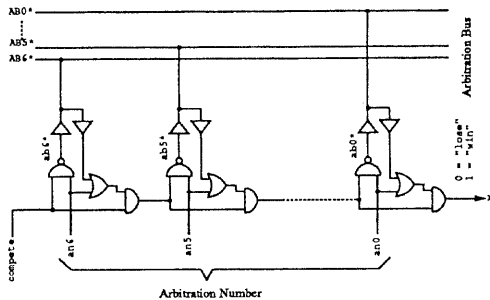 AB0*
AB5*
AB6*
Arbitration Bus
ab6*
ab5*
ab0*
0 = "lose"
1 = "win"
compete
an6
an5
an0
Arbitration Number